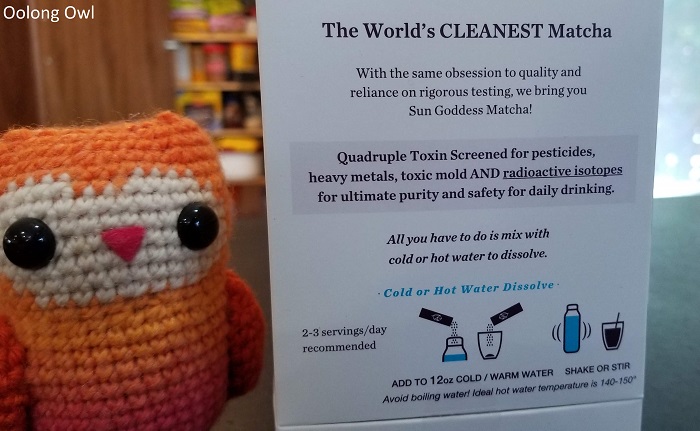 Oolong Owl
The World's CLEANEST Matcha
With the same obsession to quality and
reliance on rigorous testing, we bring you
Sun Goddess Matcha!
Quadruple Toxin Screened for pesticides,
heavy metals, toxic mold AND radioactive isotopes
for ultimate purity and safety for daily drinking.
All you have to do is mix with
cold or hot water to dissolve.
· Cold or Hot Water Dissolve ·
2-3 servings/day
recommended
ADD TO 12oz COLD / WARM WATER
SHAKE OR STIR
Avoid boiling water! Ideal hot water temperature is 140-150°